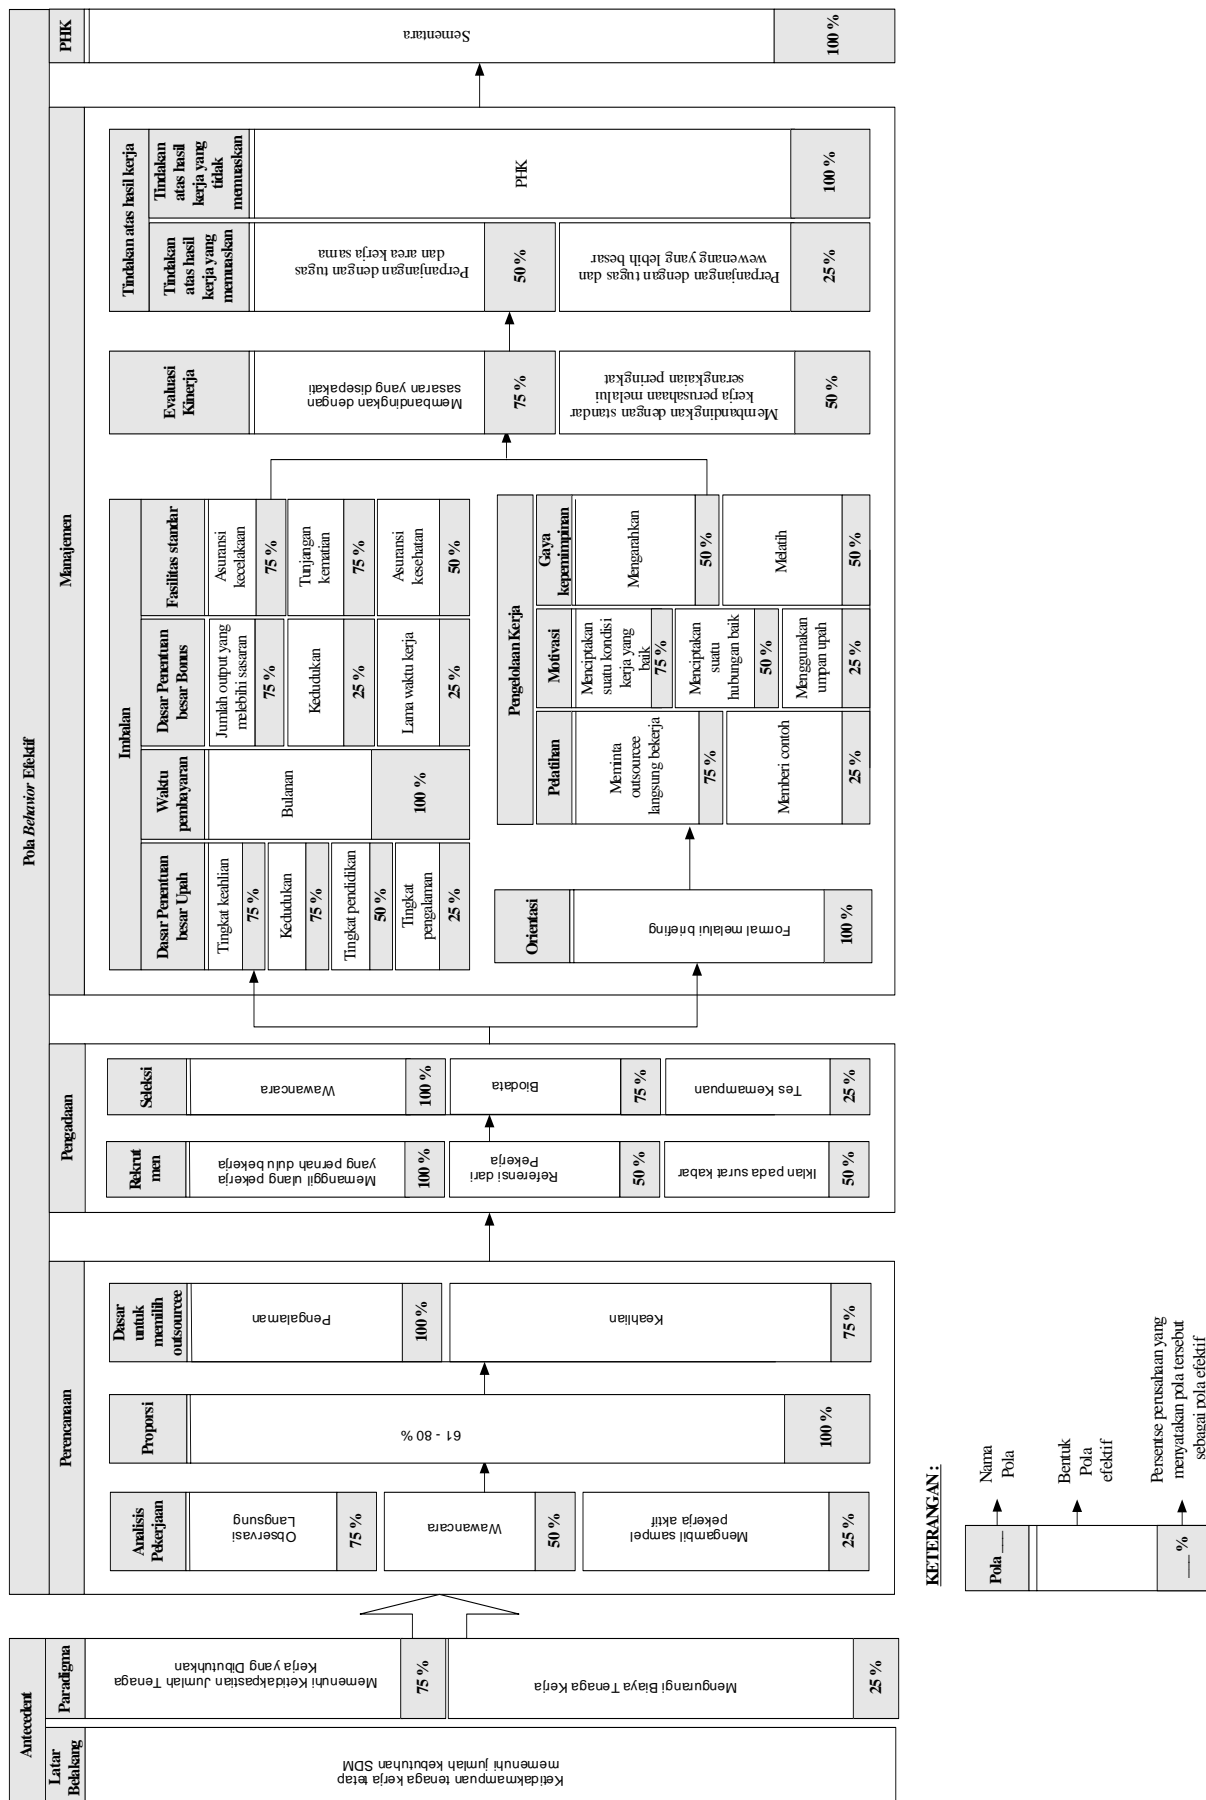 Antecedent
Latar
Belakang
Ketidakmampuan tenaga kerja tetap
memenuhi jumlah kebutuhan SDM
Paradigma
Memenuhi Ketidakpastian Jumlah Tenaga
Kerja yang Dibutuhkan
75 %
Mengurangi Biaya Tenaga Kerja
25 %
Pola Behavior Efektif
Perencanaan
Analisis
Pekerjaan
Observasi
Langsung
75 %
Wawancara
50 %
Mengambil sampel
pekerja aktif
25 %
Proporsi
61 - 80 %
100 %
Dasar
untuk
memilih
outsourcee
Pengalaman
100 %
Keahlian
75 %
Pengadaan
Rekrut
men
Memanggil ulang pekerja
yang pernah dulu bekerja
100 %
Referensi dari
Pekerja
50 %
Iklan pada surat kabar
50 %
Seleksi
Wawancara
100 %
Biodata
75 %
Tes Kemampuan
25 %
Manajemen
Imbalan
Dasar Penentuan
besar Upah
Tingkat keahlian
75 %
Kedudukan
75 %
Tingkat pendidikan
50 %
Tingkat
pengalaman
25 %
Waktu
pembayaran
Bulanan
100 %
Dasar Penentuan
besar Bonus
Jumlah output yang
melebihi sasaran
75 %
Kedudukan
25 %
Lama waktu kerja
25 %
Fasilitas standar
Asuransi
kecelakaan
75 %
Tunjangan
kematian
75 %
Asuransi
kesehatan
50 %
Orientasi
Formal melalui briefing
100 %
Pengelolaan Kerja
Pelatihan
Meminta
outsourcee
langsung bekerja
75 %
Memberi contoh
25 %
Motivasi
Menciptakan
suatu kondisi
kerja yang
baik
75 %
Menciptakan
suatu
hubungan baik
50 %
Menggunakan
umpan upah
25 %
Gaya
kepemimpinan
Mengarahkan
50 %
Melatih
50 %
Evaluasi
Kinerja
Membandingkan dengan
sasaran yang disepakati
75 %
Membandingkan dengan standar
kerja perusahaan melalui
serangkaian peringkat
50 %
Tindakan atas hasil kerja
Tindakan
atas hasil
kerja yang
memuaskan
Perpanjangan dengan tugas
dan area kerja sama
50 %
Perpanjangan dengan tugas dan
wewenang yang lebih besar
25 %
Tindakan
atas hasil
kerja yang
tidak
memuaskan
PHK
100 %
PHK
Sementara
100 %
KETERANGAN :
Pola ___
___ %
Nama
Pola
Bentuk
Pola
efektif
Persentse perusahaan yang
menyatakan pola tersebut
sebagai pola efektif